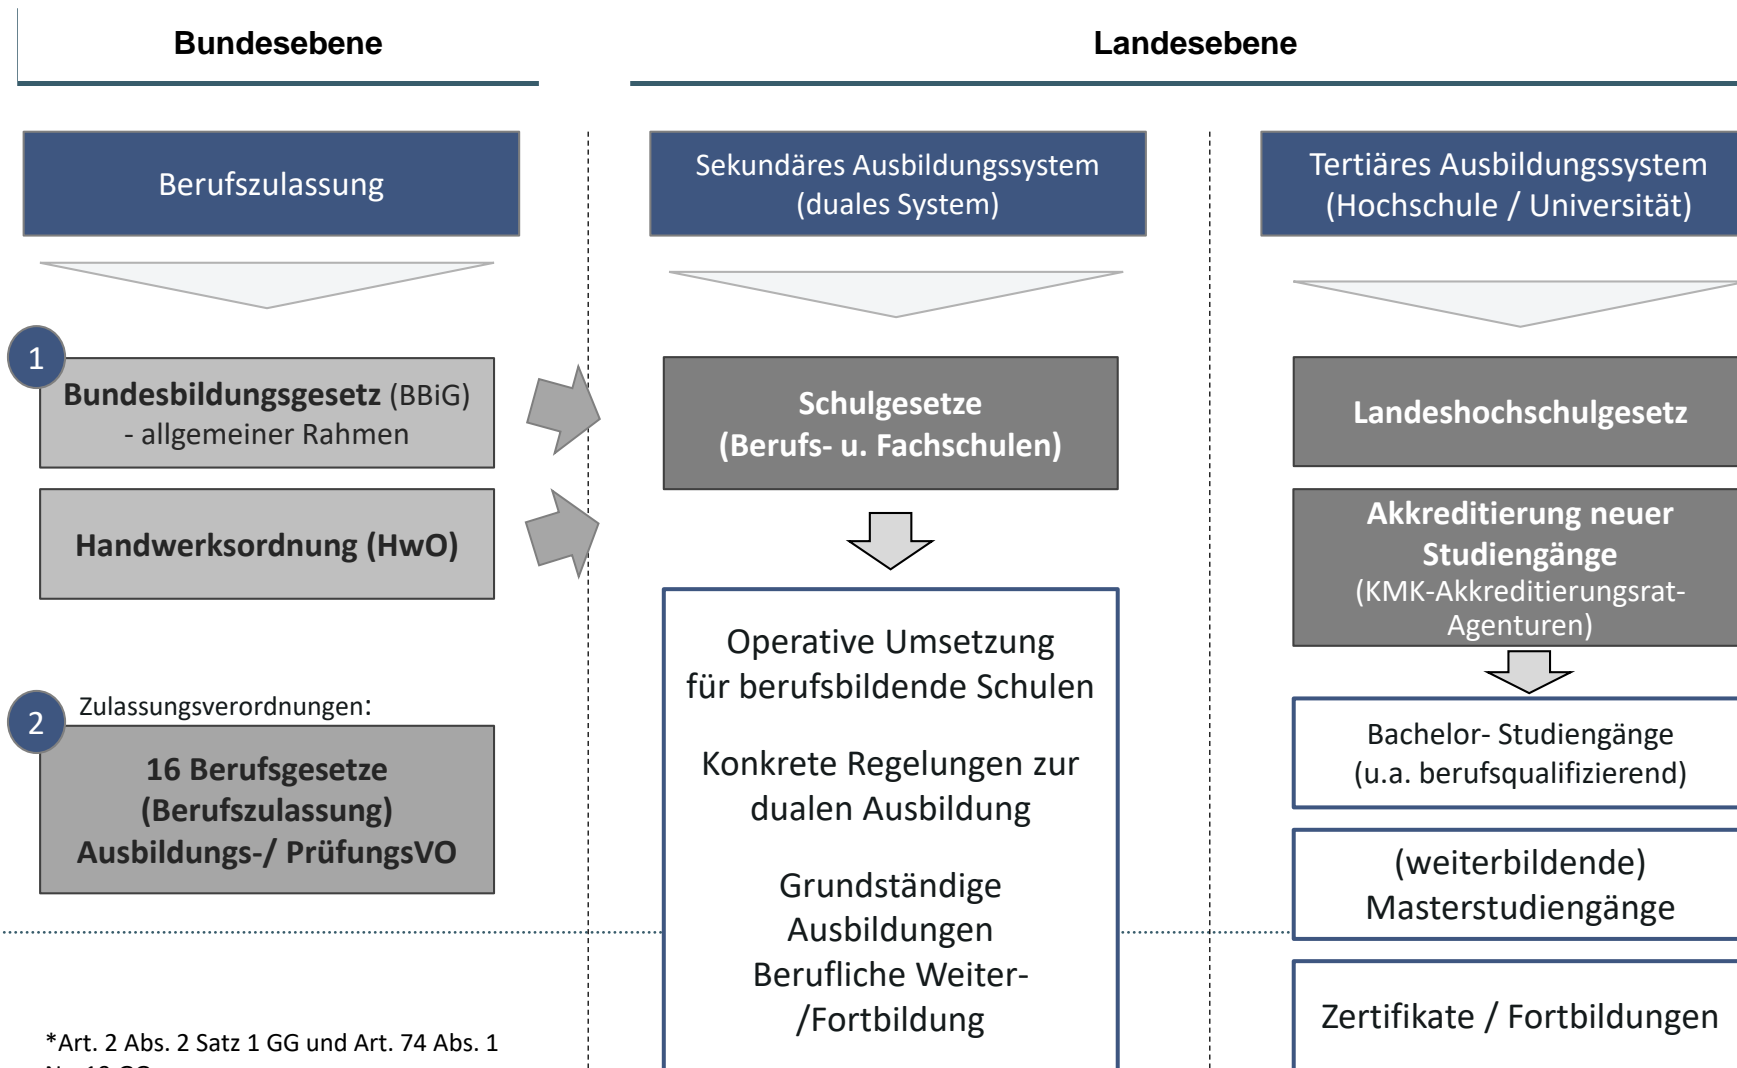 Bundesebene
Landesebene
Berufszulassung
Sekundäres Ausbildungssystem
(duales System)
Tertiäres Ausbildungssystem
(Hochschule / Universität)
1
Bundesbildungsgesetz (BBiG)
- allgemeiner Rahmen
Handwerksordnung (HwO)
2
Zulassungsverordnungen:
16 Berufsgesetze
(Berufszulassung)
Ausbildungs-/ PrüfungsVO
*Art. 2 Abs. 2 Satz 1 GG und Art. 74 Abs. 1
Schulgesetze
(Berufs- u. Fachschulen)
Operative Umsetzung
für berufsbildende Schulen
Konkrete Regelungen zur
dualen Ausbildung
Grundständige
Ausbildungen
Berufliche Weiter-
/Fortbildung
Landeshochschulgesetz
Akkreditierung neuer
Studiengänge
(KMK-Akkreditierungsrat-
Agenturen)
Bachelor- Studiengänge
(u.a. berufsqualifizierend)
(weiterbildende)
Masterstudiengänge
Zertifikate / Fortbildungen